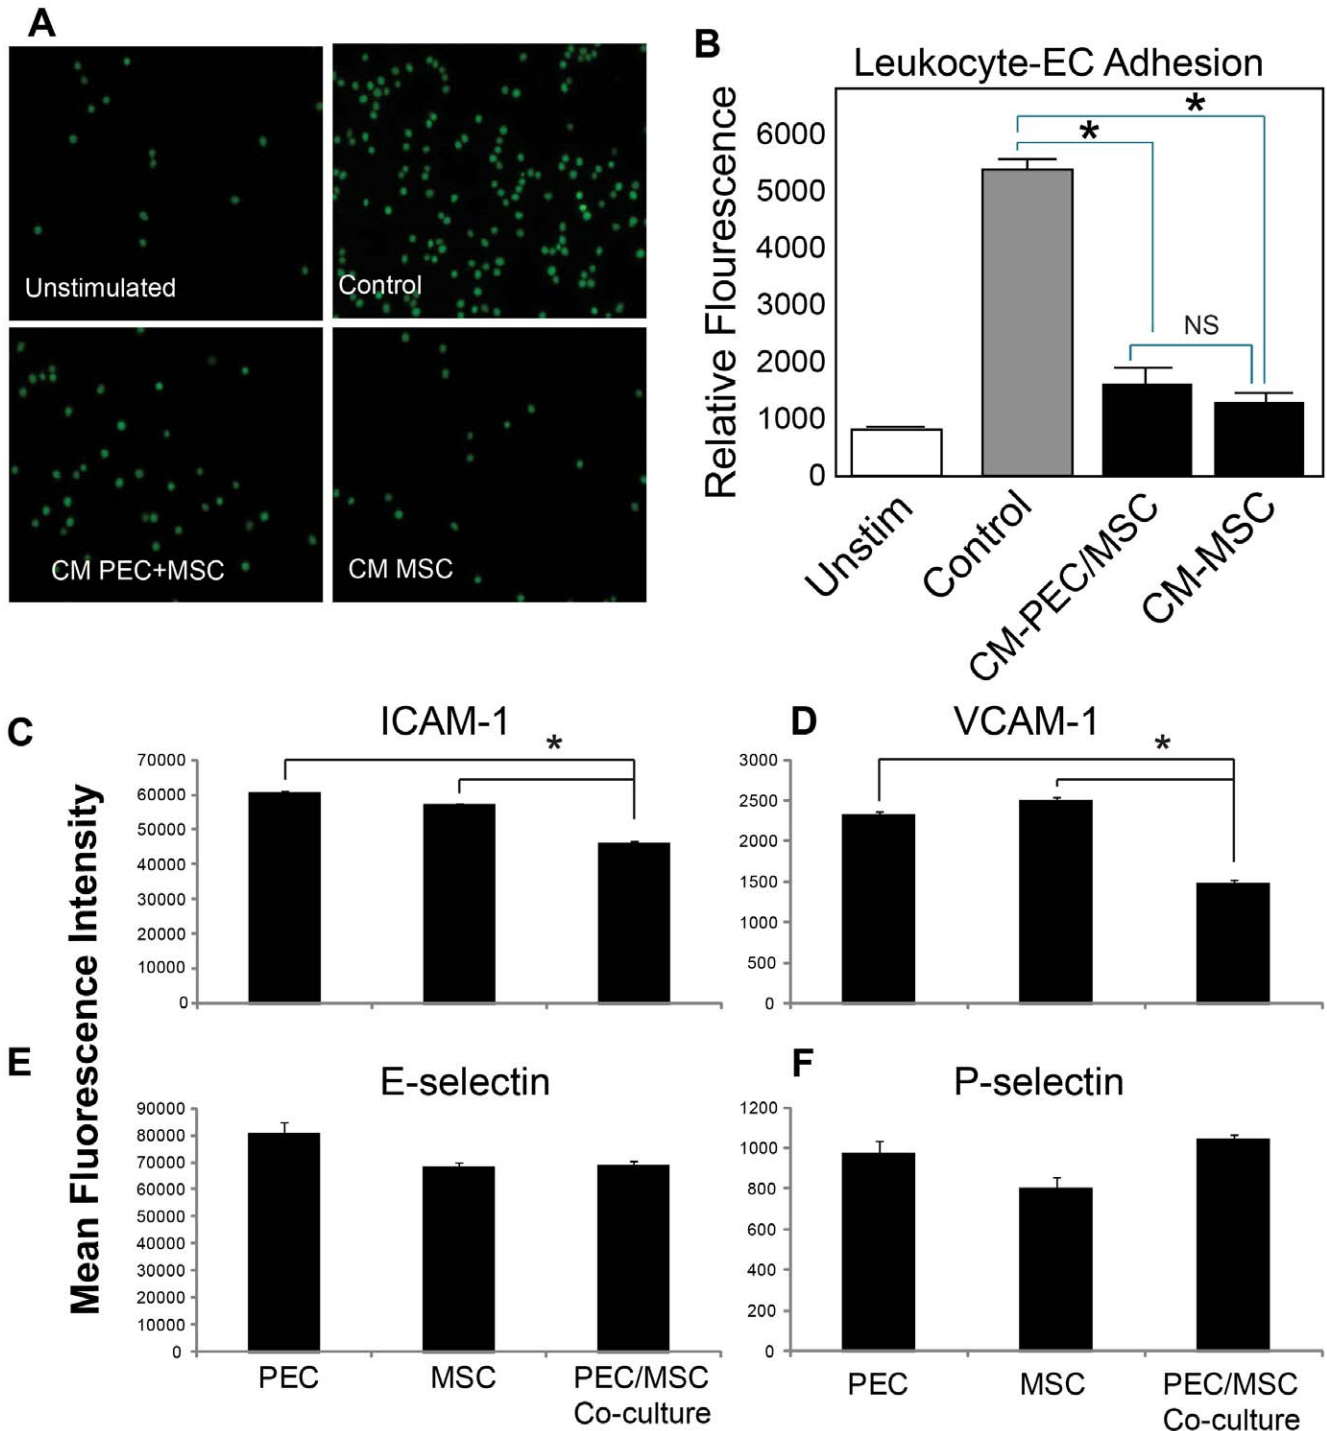 A
Unstimulated
Control
CM PEC+MSC
CM MSC
B
Leukocyte-EC Adhesion
Relative Flourescence
6000
5000
4000
3000
2000
1000
0
*
*
NS
Unstim
Control
CM-PEC/MSC
CM-MSC
Mean Fluorescence Intensity
C
ICAM-1
*
70000
60000
50000
40000
30000
20000
10000
0
D
VCAM-1
*
3000
2500
2000
1500
1000
500
0
E
E-selectin
90000
80000
70000
60000
50000
40000
30000
20000
10000
0
PEC
MSC
PEC/MSC
Co-culture
F
P-selectin
1200
1000
800
600
400
200
0
PEC
MSC
PEC/MSC
Co-culture